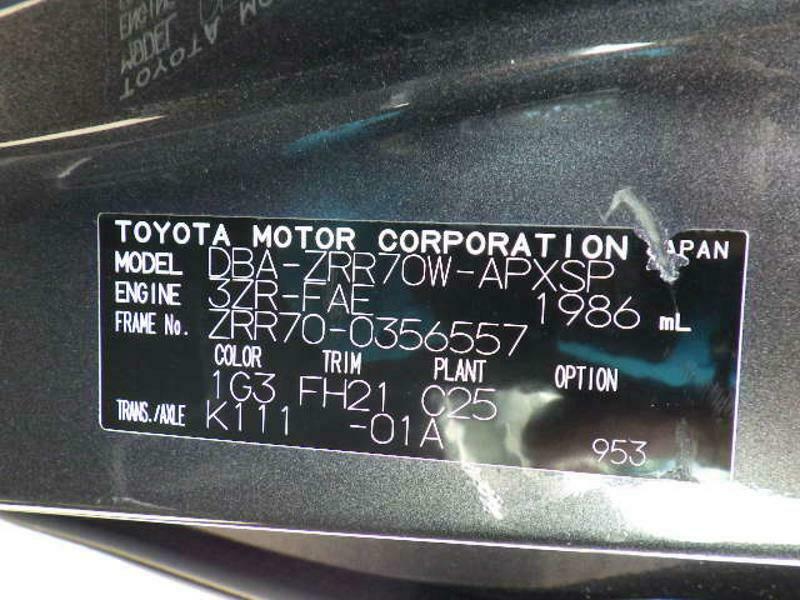 TOYOTA MOTOR CORPORATION JAPAN
MODEL DBA-ZRR70W-APXSP
ENGINE 3ZR-FAE 1986 mL
FRAME No. ZRR70-0356557
COLOR TRIM PLANT OPTION
1G3 FH21 C25
TRANS./AXLE K111 -01A 953